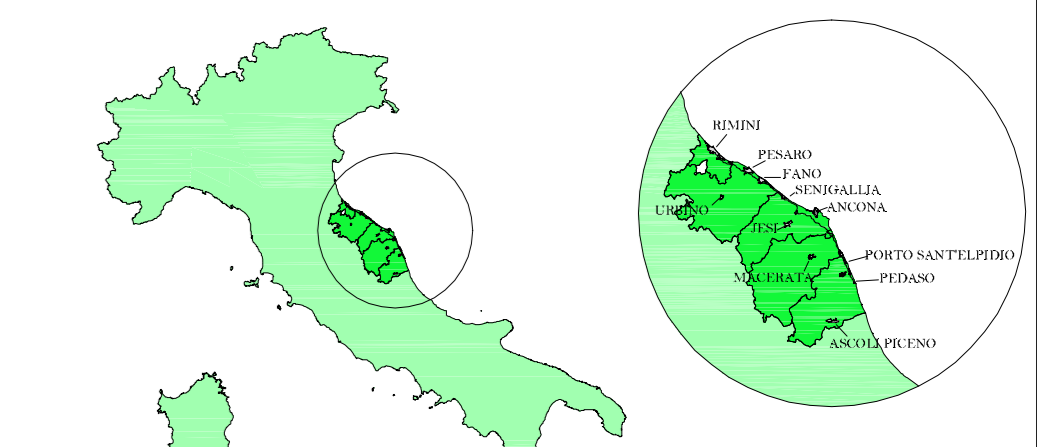 RIMINI
PESARO
FANO
SENIGALLIA
URBINO
ANCONA
JESI
PORTO SANT'ELPIDIO
MACERATA
PEDASO
ASCOLI PICENO